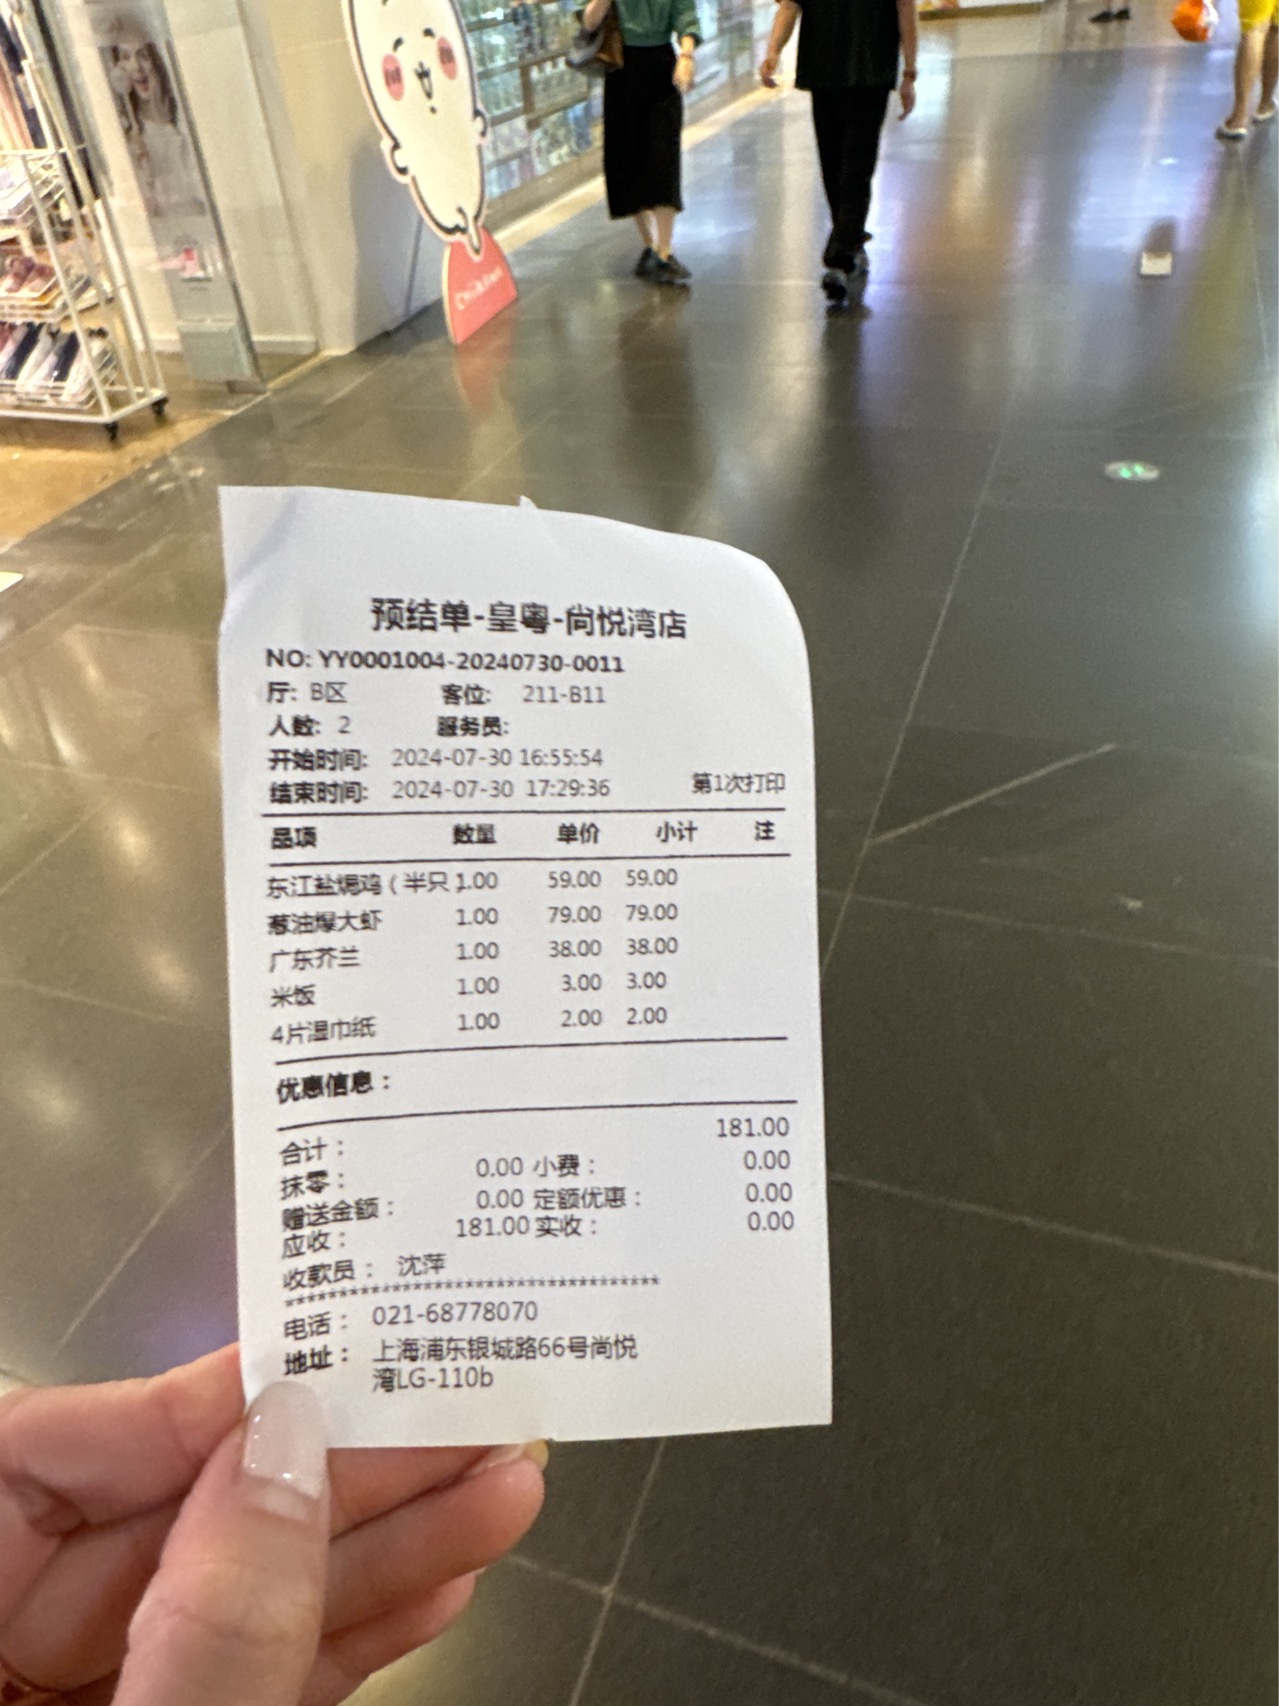 Chiikawa
预结单-皇粤-尚悦湾店
NO: YY0001004-20240730-0011
厅: B区 客位: 211-B11
人数: 2 服务员:
开始时间: 2024-07-30 16:55:54
结束时间: 2024-07-30 17:29:36 第1次打印
品项 数量 单价 小计 注
东江盐焗鸡(半只) 1.00 59.00 59.00
葱油爆大虾 1.00 79.00 79.00
广东芥兰 1.00 38.00 38.00
米饭 1.00 3.00 3.00
4片湿巾纸 1.00 2.00 2.00
优惠信息:
合计: 181.00
抹零: 0.00 小费: 0.00
赠送金额: 0.00 定额优惠: 0.00
应收: 181.00 实收: 0.00
收款员: 沈萍
************************************
电话: 021-68778070
地址: 上海浦东银城路66号尚悦
湾LG-110b